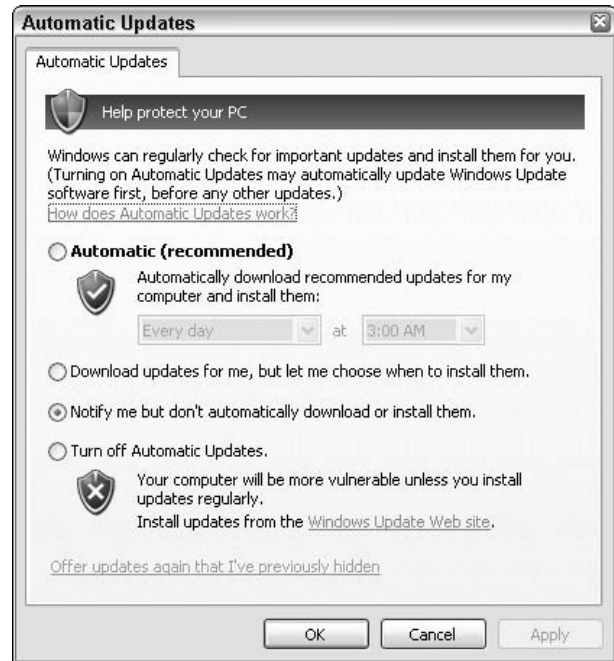 Automatic Updates
Automatic Updates
Help protect your PC
Windows can regularly check for important updates and install them for you.
(Turning on Automatic Updates may automatically update Windows Update
software first, before any other updates.)
How does Automatic Updates work?
Automatic (recommended)
Automatically download recommended updates for my
computer and install them:
Every day at 3:00 AM
Download updates for me, but let me choose when to install them.
Notify me but don't automatically download or install them.
Turn off Automatic Updates.
Your computer will be more vulnerable unless you install
updates regularly.
Install updates from the Windows Update Web site.
Offer updates again that I've previously hidden
OK Cancel Apply